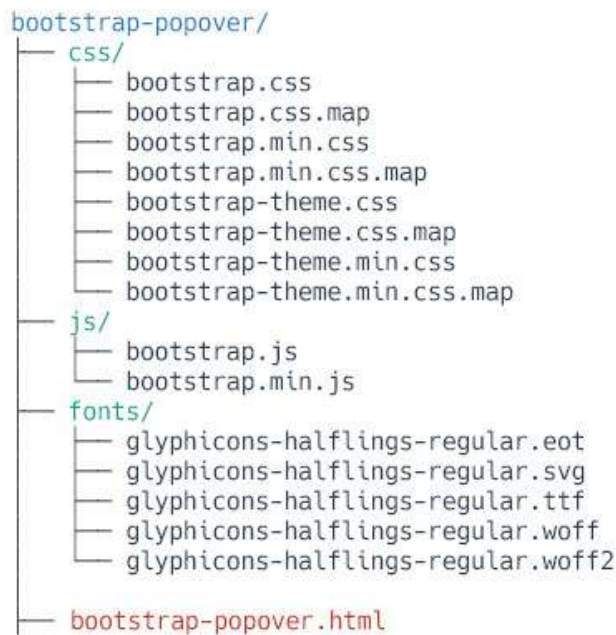 bootstrap-popover/
css/
bootstrap.css
bootstrap.css.map
bootstrap.min.css
bootstrap.min.css.map
bootstrap-theme.css
bootstrap-theme.css.map
bootstrap-theme.min.css
bootstrap-theme.min.css.map
js/
bootstrap.js
bootstrap.min.js
fonts/
glyphicons-halflings-regular.eot
glyphicons-halflings-regular.svg
glyphicons-halflings-regular.ttf
glyphicons-halflings-regular.woff
glyphicons-halflings-regular.woff2
bootstrap-popover.html